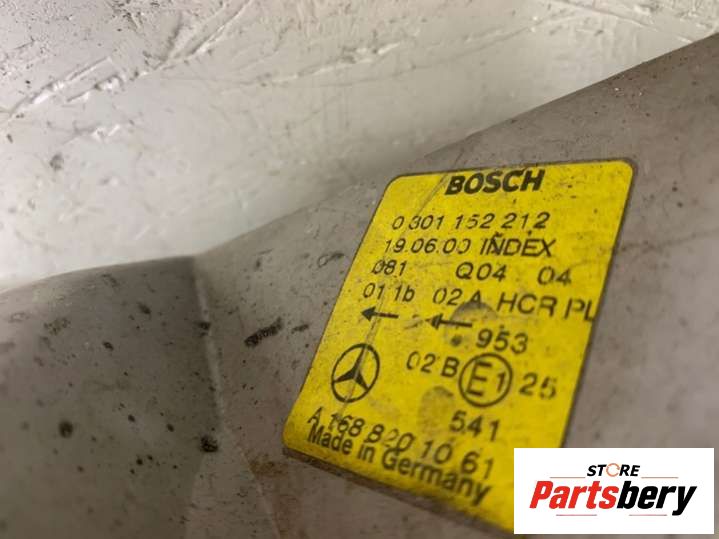 BOSCH
0 301 152 212
19.06.00 INDEX
081 Q04 04
01 1b 02 A HCR PL
953
02 B E1 25
541
A 168 820 10 61
Made in Germany
STORE
Partsbery